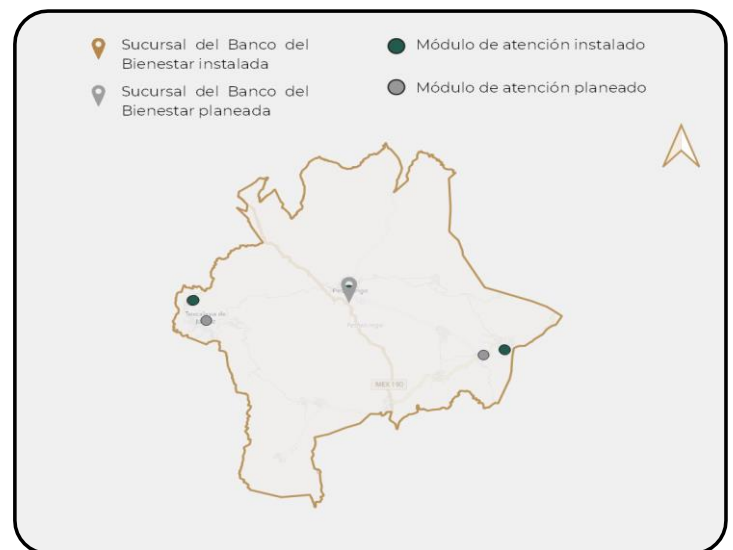 Sucursal del Banco del
Bienestar instalada
Sucursal del Banco del
Bienestar planeada
Módulo de atención instalado
Módulo de atención planeado
MEX 190